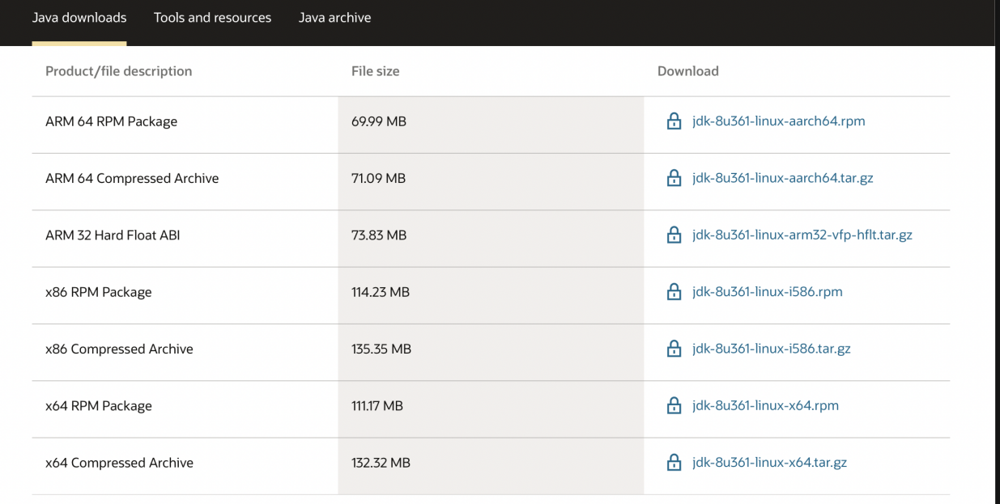 Java downloads Tools and resources Java archive
Product/file description File size Download
ARM 64 RPM Package 69.99 MB jdk-8u361-linux-aarch64.rpm
ARM 64 Compressed Archive 71.09 MB jdk-8u361-linux-aarch64.tar.gz
ARM 32 Hard Float ABI 73.83 MB jdk-8u361-linux-arm32-vfp-hflt.tar.gz
x86 RPM Package 114.23 MB jdk-8u361-linux-i586.rpm
x86 Compressed Archive 135.35 MB jdk-8u361-linux-i586.tar.gz
x64 RPM Package 111.17 MB jdk-8u361-linux-x64.rpm
x64 Compressed Archive 132.32 MB jdk-8u361-linux-x64.tar.gz